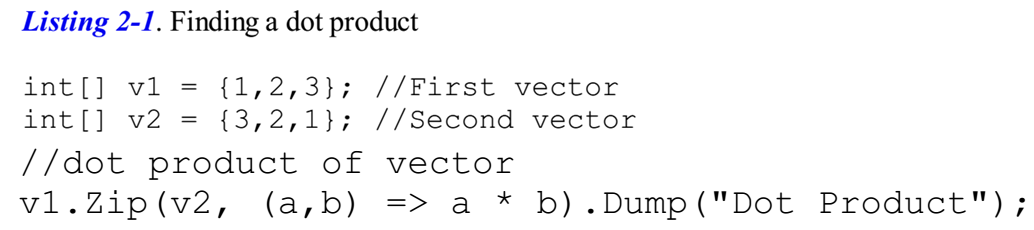 Listing 2-1. Finding a dot product
int[] v1 = {1,2,3}; //First vector
int[] v2 = {3,2,1}; //Second vector
//dot product of vector
v1.Zip(v2, (a,b) => a * b).Dump("Dot Product");